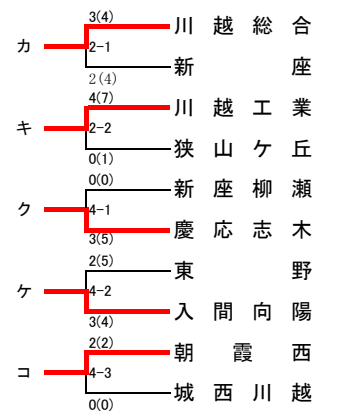 3(4) 川越総合
カ 2-1
2(4) 新座
4(7) 川越工業
キ 2-2
0(1) 狭山ケ丘
0(0) 新座柳瀬
ク 4-1
3(5) 慶応志木
2(5) 東野
ケ 4-2
3(4) 入間向陽
2(2) 朝霞西
コ 4-3
0(0) 城西川越